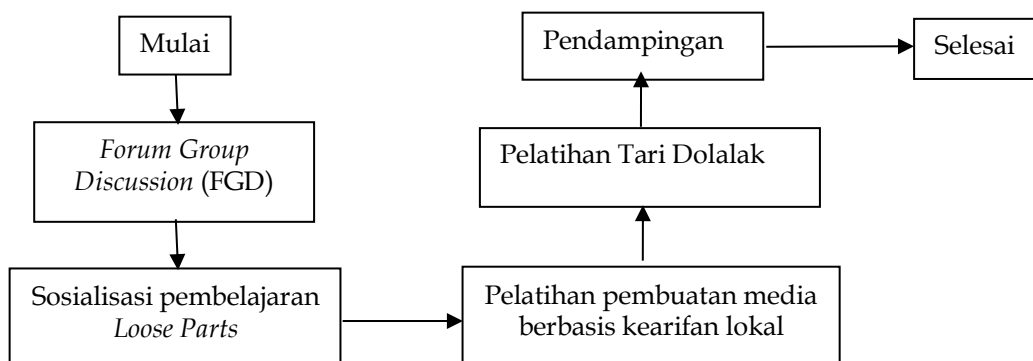 Mulai
Forum Group
Discussion (FGD)
Sosialisasi pembelajaran
Loose Parts
Pelatihan pembuatan media
berbasis kearifan lokal
Pelatihan Tari Dolalak
Pendampingan
Selesai